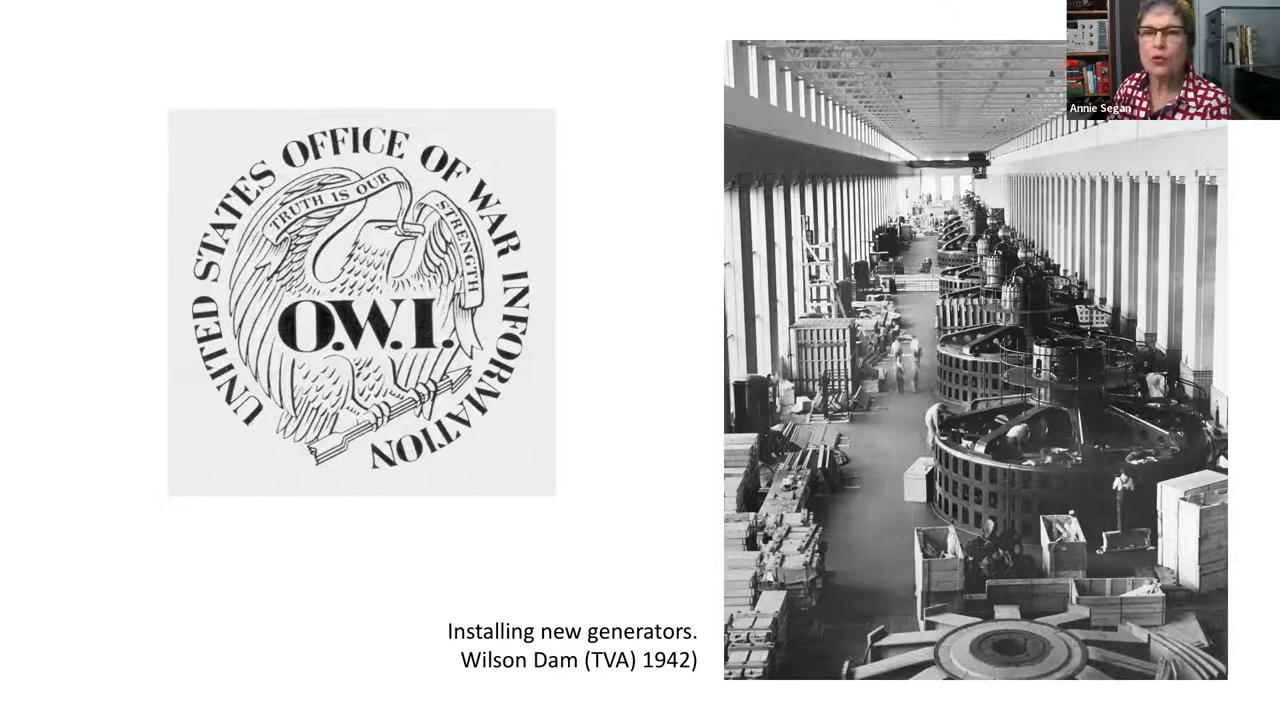 UNITED STATES OFFICE OF WAR INFORMATION
TRUTH IS OUR STRENGTH
O.W.I.
Installing new generators.
Wilson Dam (TVA) 1942)
Annie Segan